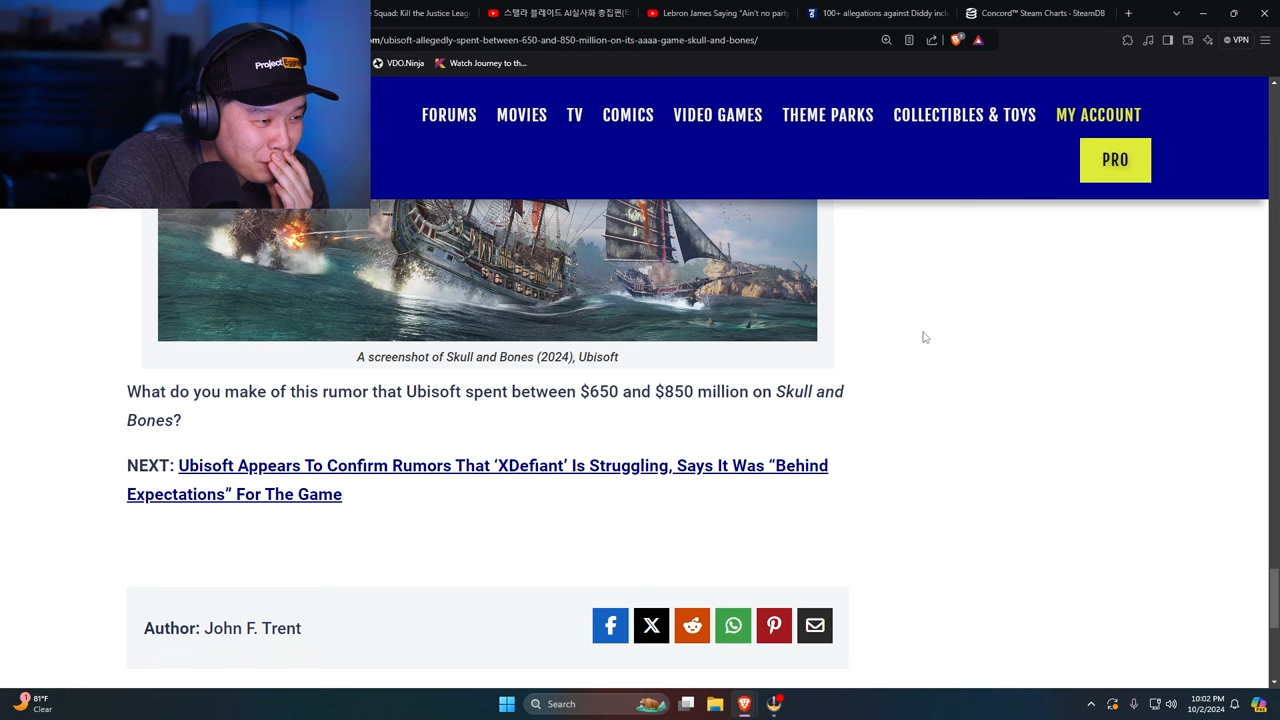 Squad: Kill the Justice Leag
스텔라 블레이드 AI실사화 총집편(ft
Lebron James Saying "Ain't no party
100+ allegations against Diddy inclu
Concord™ Steam Charts · SteamDB
om/ubisoft-allegedly-spent-between-650-and-850-million-on-its-aaaa-game-skull-and-bones/
VPN
VDO.Ninja
Watch Journey to th...
Project
FORUMS MOVIES TV COMICS VIDEO GAMES THEME PARKS COLLECTIBLES & TOYS MY ACCOUNT
PRO
A screenshot of Skull and Bones (2024), Ubisoft
What do you make of this rumor that Ubisoft spent between $650 and $850 million on Skull and
Bones?
NEXT: Ubisoft Appears To Confirm Rumors That ‘XDefiant’ Is Struggling, Says It Was “Behind
Expectations” For The Game
Author: John F. Trent
1
81°F
Clear
Search
10:02 PM
10/2/2024